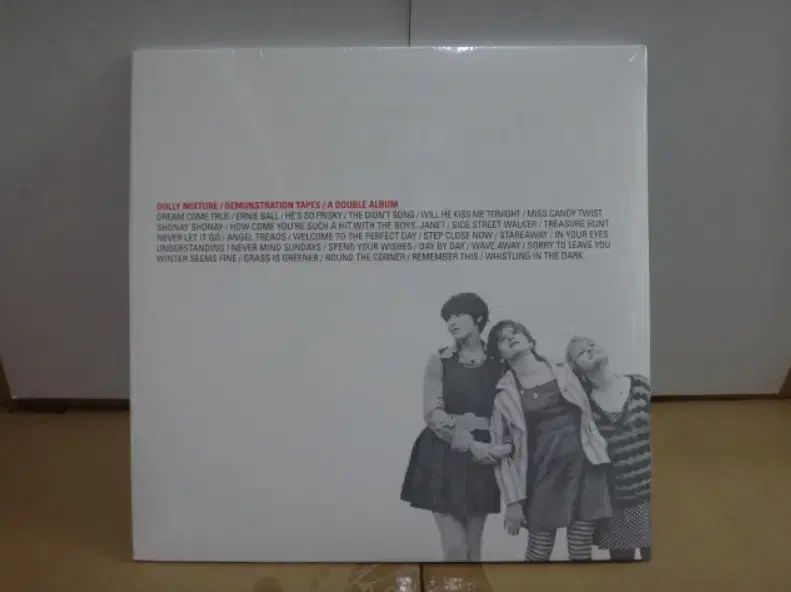 DOLLY MIXTURE / DEMONSTRATION TAPES / A DOUBLE ALBUM
DREAM COME TRUE / ERNIE BALL / HE'S SO FRISKY / THE DIDN'T SONG / WILL HE KISS ME TONIGHT / MISS CANDY TWIST
SHONAY SHONAY / HOW COME YOU'RE SUCH A HIT WITH THE BOYS, JANE? / SIDE STREET WALKER / TREASURE HUNT
NEVER LET IT GO / ANGEL TREADS / WELCOME TO THE PERFECT DAY / STEP CLOSE NOW / STAREAWAY / IN YOUR EYES
UNDERSTANDING / NEVER MIND SUNDAYS / SPEND YOUR WISHES / DAY BY DAY / WAVE AWAY / SORRY TO LEAVE YOU
WINTER SEEMS FINE / GRASS IS GREENER / ROUND THE CORNER / REMEMBER THIS / WHISTLING IN THE DARK